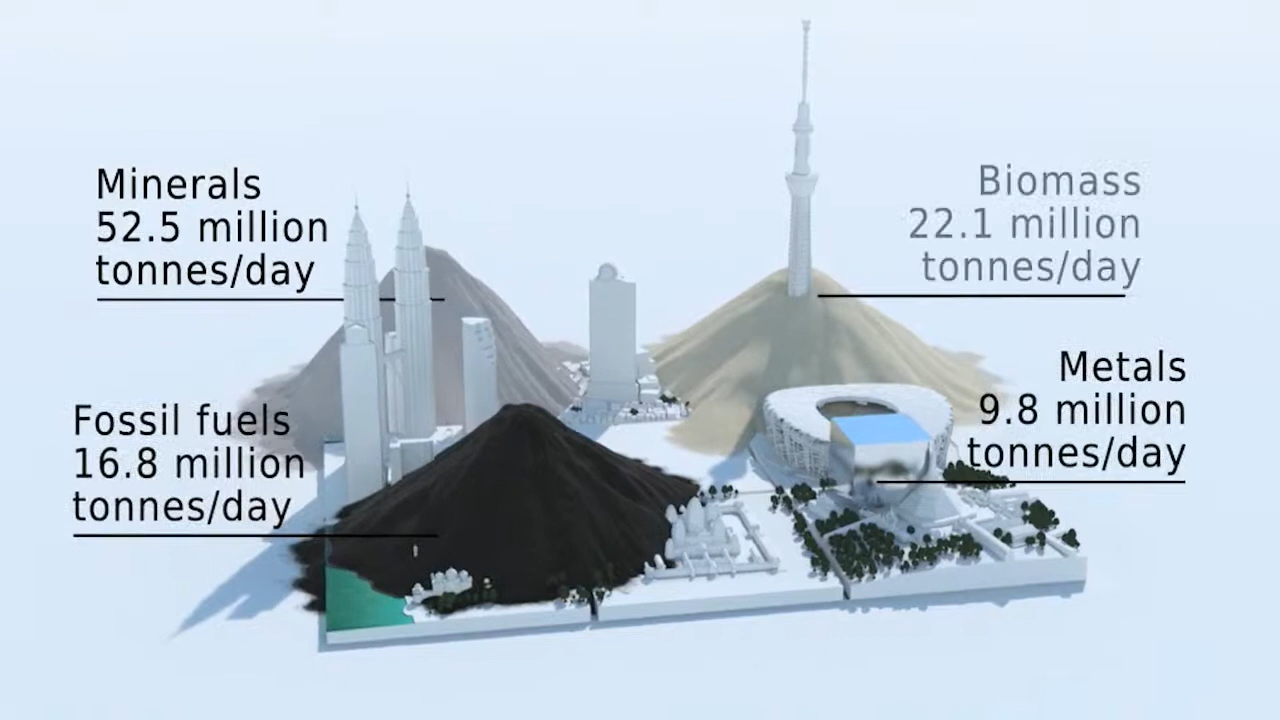 Minerals
52.5 million
tonnes/day
Biomass
22.1 million
tonnes/day
Fossil fuels
16.8 million
tonnes/day
Metals
9.8 million
tonnes/day